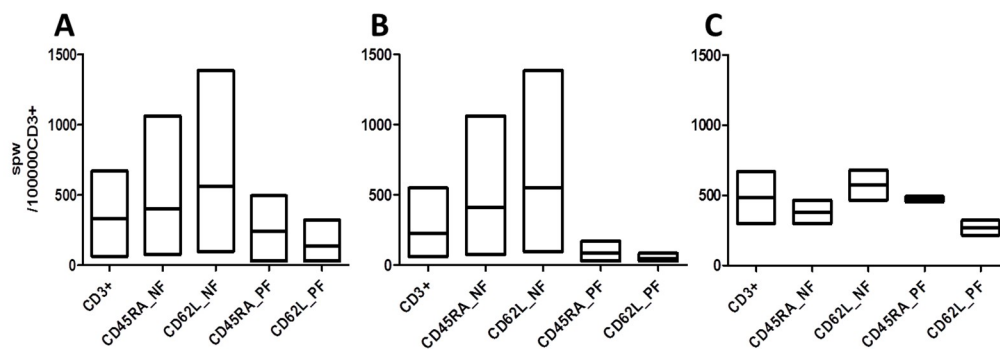 A
B
C
spw
/100000CD3+
1500
1000
500
0
CD3+
CD45RA_NF
CD62L_NF
CD45RA_PF
CD62L_PF
1500
1000
500
0
CD3+
CD45RA_NF
CD62L_NF
CD45RA_PF
CD62L_PF
1500
1000
500
0
CD3+
CD45RA_NF
CD62L_NF
CD45RA_PF
CD62L_PF